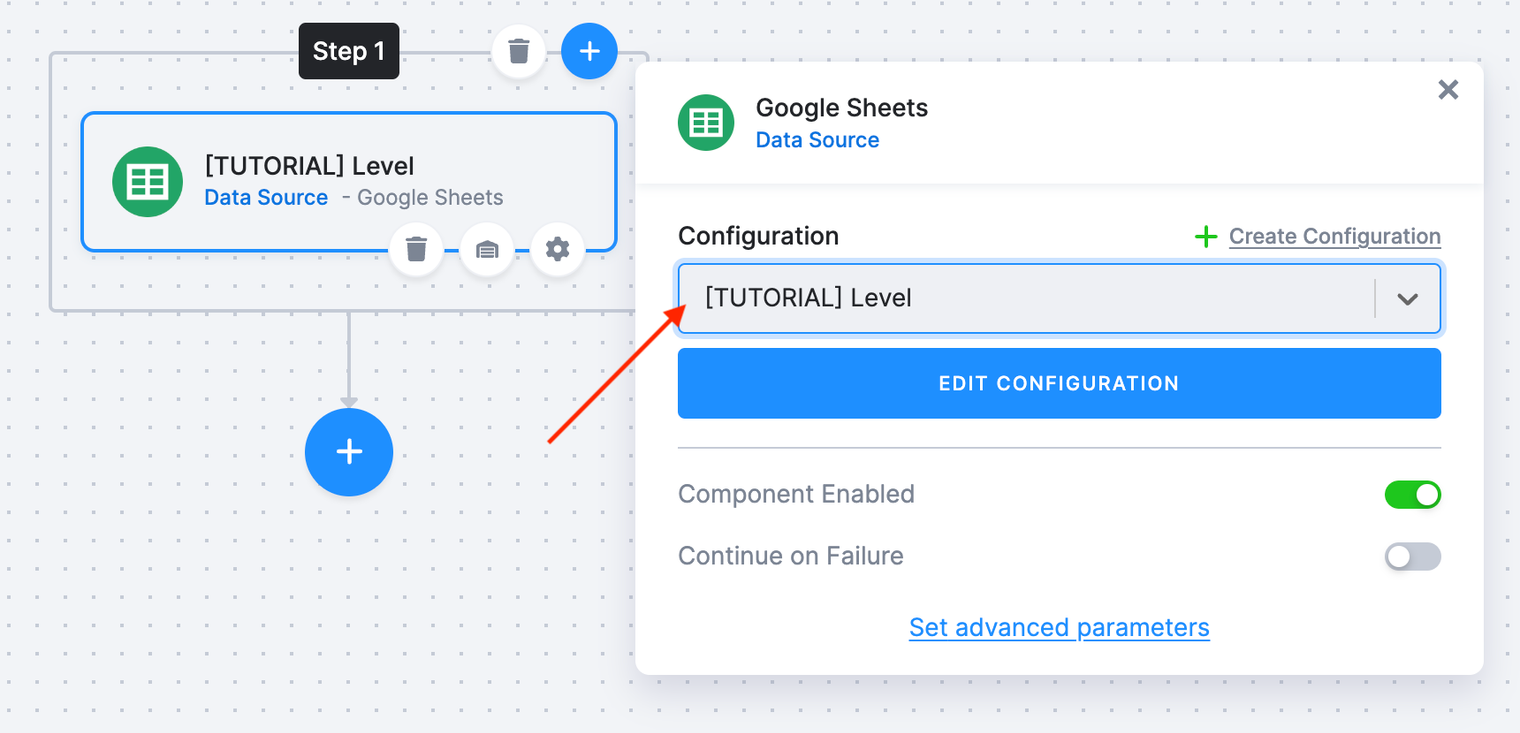 Step 1
[TUTORIAL] Level
Data Source - Google Sheets
Google Sheets
Data Source
Configuration
Create Configuration
[TUTORIAL] Level
EDIT CONFIGURATION
Component Enabled
Continue on Failure
Set advanced parameters